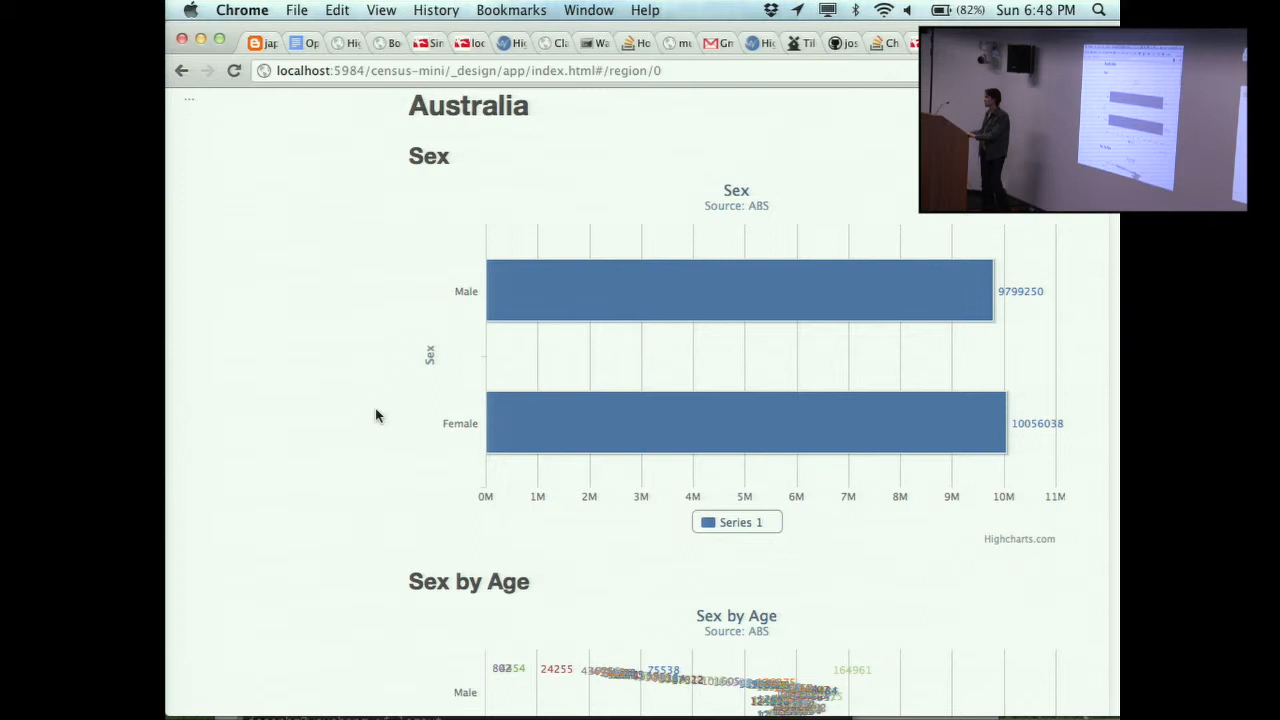 Chrome File Edit View History Bookmarks Window Help (82%) Sun 6:48 PM
localhost:5984/census-mini/_design/app/index.html#/region/0
...
Australia
Sex
Sex
Source: ABS
Male
9799250
Sex
Female
10056038
0M 1M 2M 3M 4M 5M 6M 7M 8M 9M 10M 11M
Series 1
Highcharts.com
Sex by Age
Sex by Age
Source: ABS
24255 75538 164961
Male